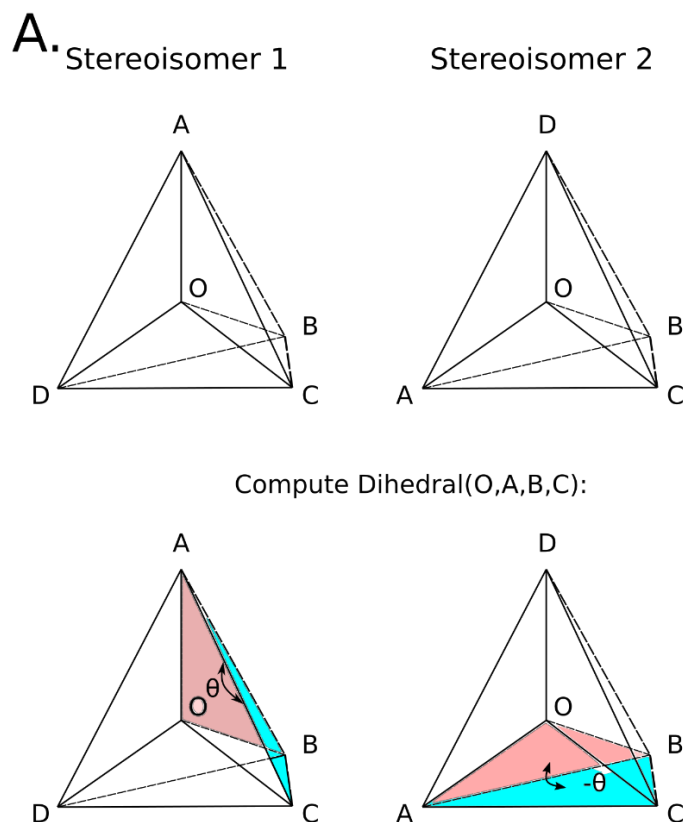 A.
Stereoisomer 1 Stereoisomer 2
A D
O O
B B
D C A C
Compute Dihedral(O,A,B,C):
A D
θ
O O
B B
-θ
D C A C